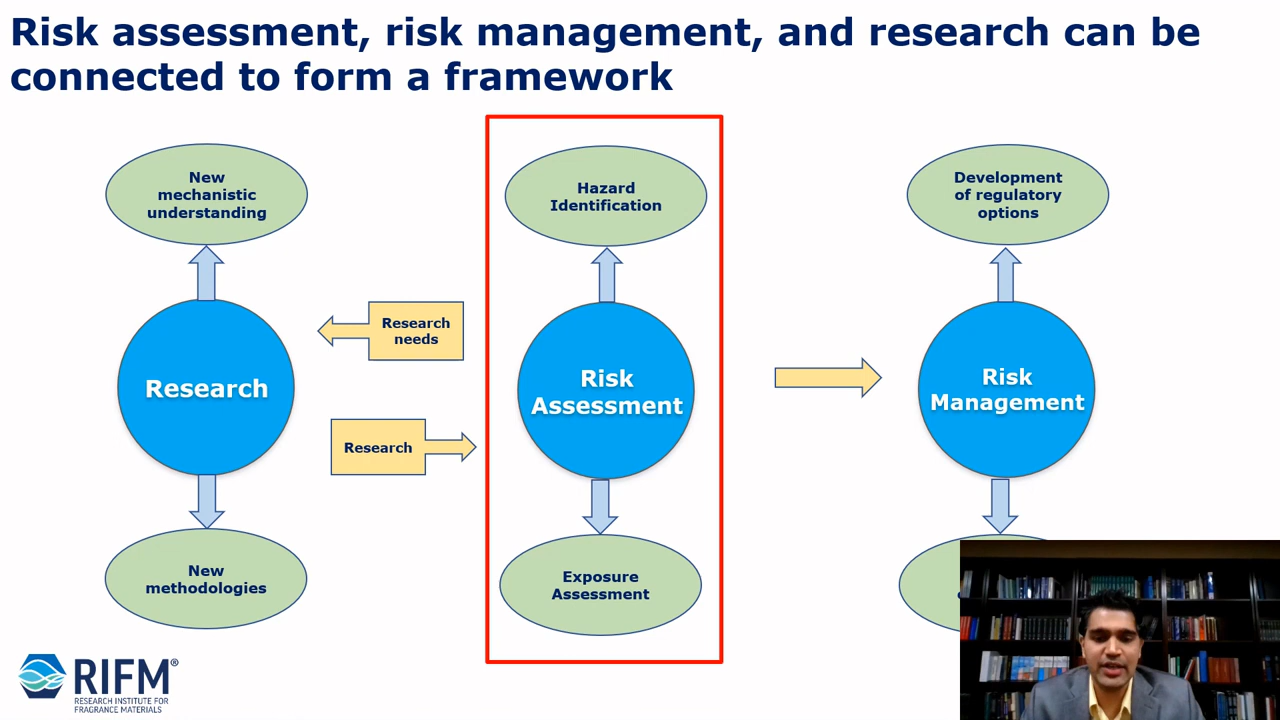 Risk assessment, risk management, and research can be
connected to form a framework
New
mechanistic
understanding
Hazard
Identification
Development
of regulatory
options
Research
needs
Research
Risk
Assessment
Risk
Management
Research
New
methodologies
Exposure
Assessment
RIFM®
RESEARCH INSTITUTE FOR
FRAGRANCE MATERIALS